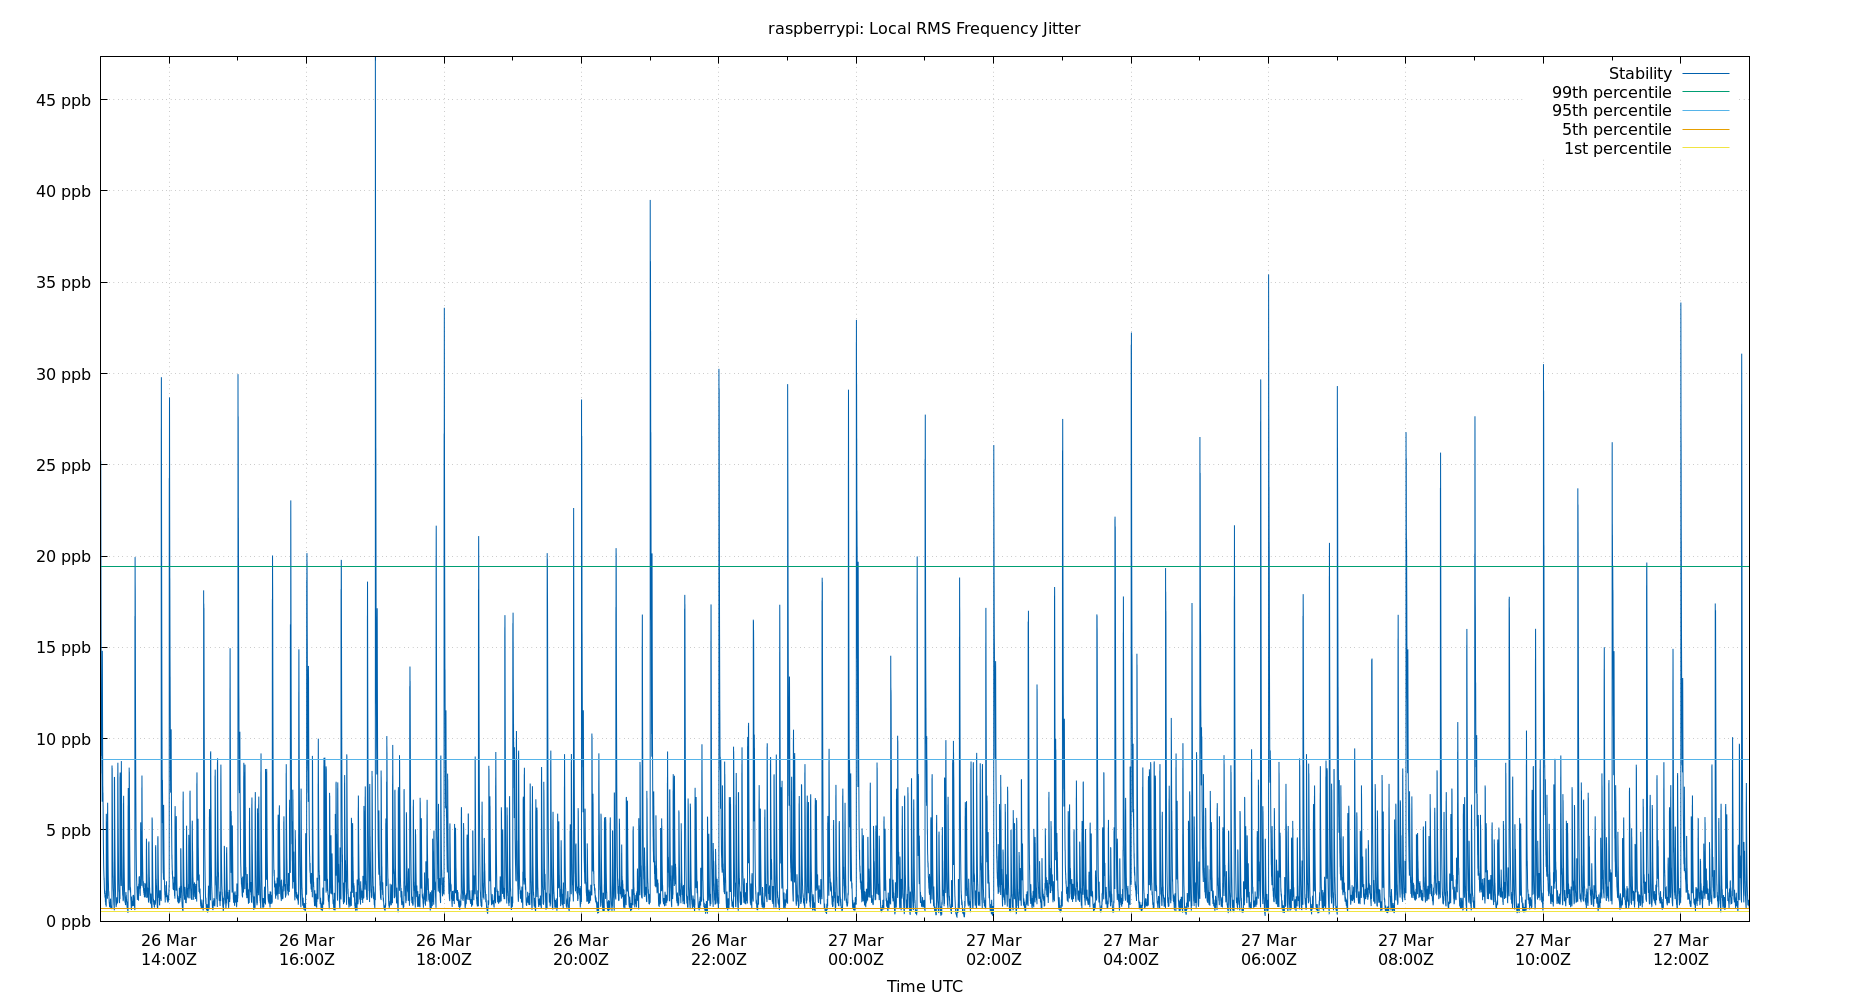 raspberrypi: Local RMS Frequency Jitter
Stability
99th percentile
95th percentile
5th percentile
1st percentile
45 ppb
40 ppb
35 ppb
30 ppb
25 ppb
20 ppb
15 ppb
10 ppb
5 ppb
0 ppb
26 Mar 26 Mar 26 Mar 26 Mar 26 Mar 27 Mar 27 Mar 27 Mar 27 Mar 27 Mar 27 Mar 27 Mar
14:00Z 16:00Z 18:00Z 20:00Z 22:00Z 00:00Z 02:00Z 04:00Z 06:00Z 08:00Z 10:00Z 12:00Z
Time UTC